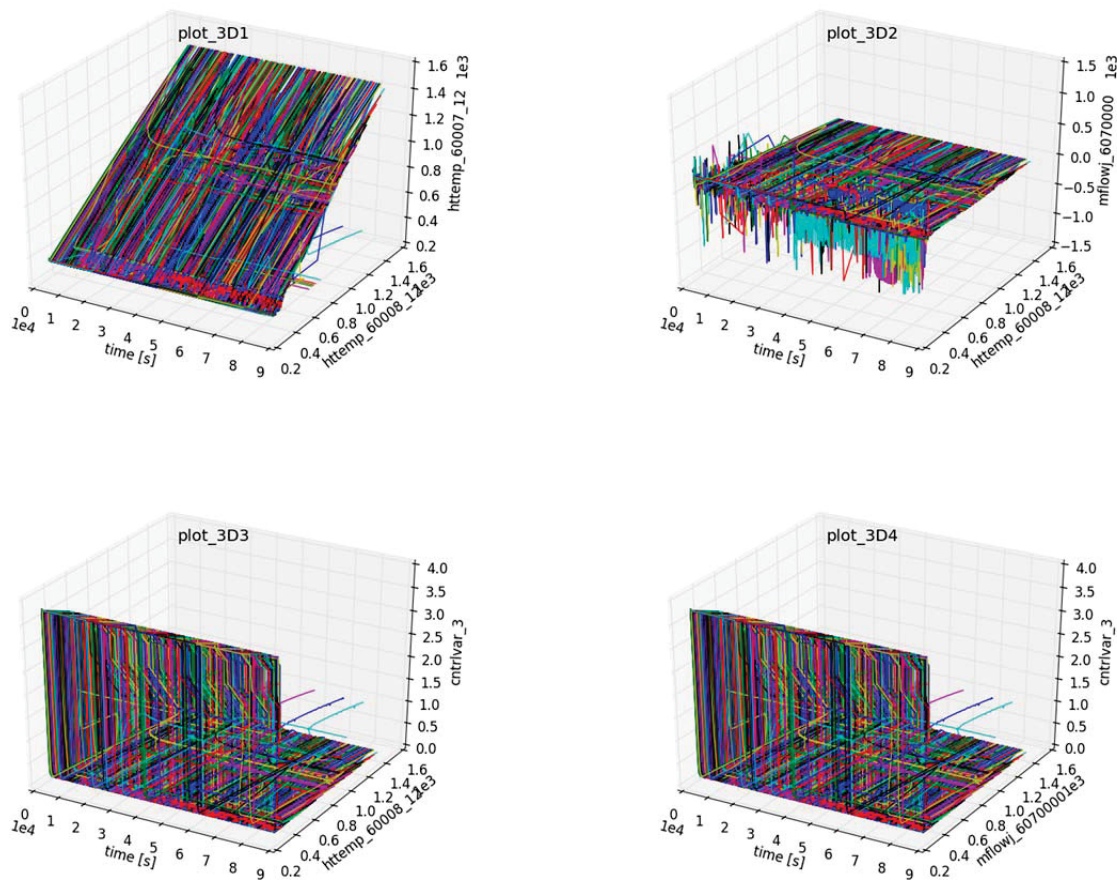 plot_3D1
1.6 1e3
1.4
1.2
1.0
0.8
0.6
0.4
0.2
httemp_60007_12
0 1 2 3 4 5 6 7 8 9
1e4
time [s]
0.2 0.4 0.6 0.8 1.0 1.2 1.4 1.6
1e3
httemp_60008_12
plot_3D2
1.5 1e3
1.0
0.5
0.0
−0.5
−1.0
−1.5
mflowj_6070000
0 1 2 3 4 5 6 7 8 9
1e4
time [s]
0.2 0.4 0.6 0.8 1.0 1.2 1.4 1.6
1e3
httemp_60008_12
plot_3D3
4.0
3.5
3.0
2.5
2.0
1.5
1.0
0.5
0.0
cntrlvar_3
0 1 2 3 4 5 6 7 8 9
1e4
time [s]
0.2 0.4 0.6 0.8 1.0 1.2 1.4 1.6
1e3
httemp_60008_12
plot_3D4
4.0
3.5
3.0
2.5
2.0
1.5
1.0
0.5
0.0
cntrlvar_3
0 1 2 3 4 5 6 7 8 9
1e4
time [s]
0.2 0.4 0.6 0.8 1.0 1.2 1.4 1.6
1e3
mflowj_6070000